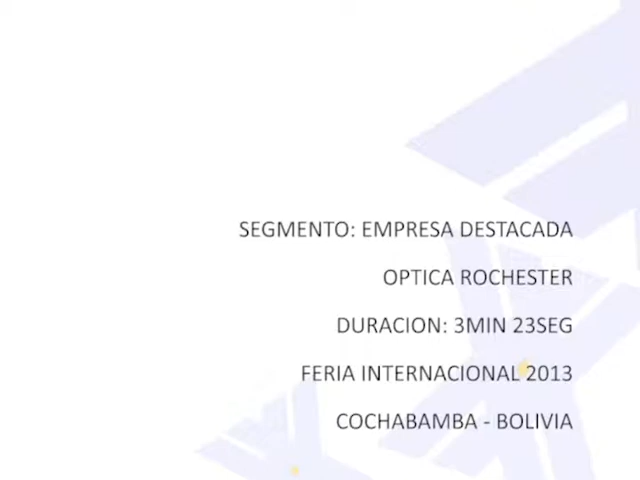 SEGMENTO: EMPRESA DESTACADA
OPTICA ROCHESTER
DURACION: 3MIN 23SEG
FERIA INTERNACIONAL 2013
COCHABAMBA - BOLIVIA